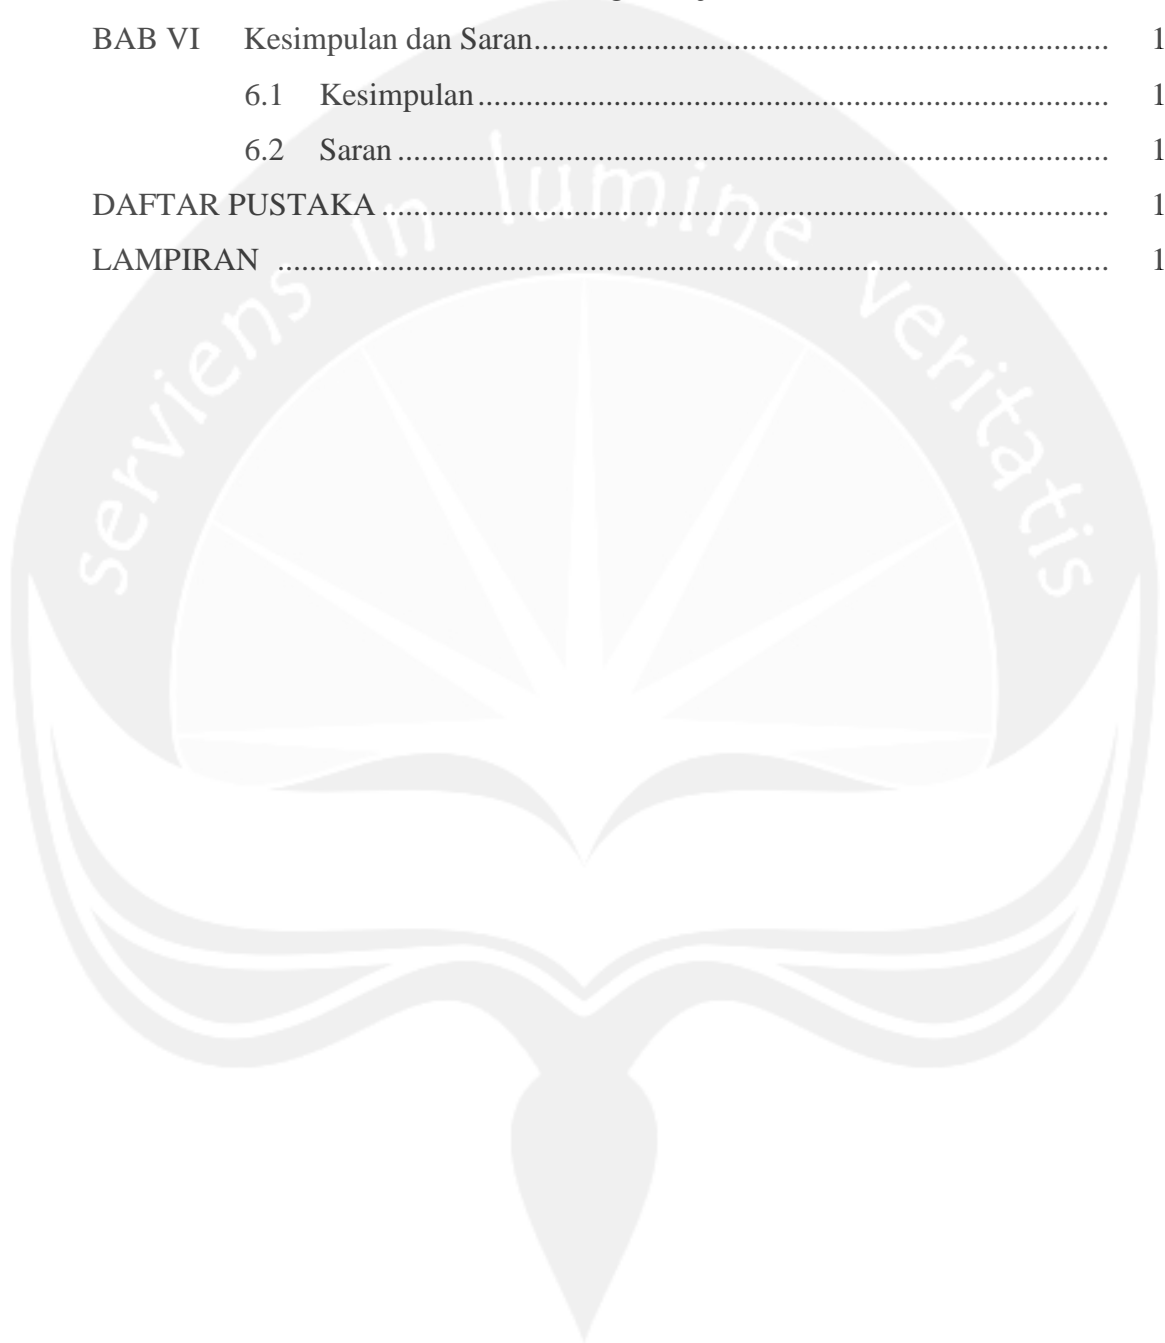 BAB VI Kesimpulan dan Saran........................................................................ 1
6.1 Kesimpulan............................................................................... 1
6.2 Saran......................................................................................... 1
DAFTAR PUSTAKA........................................................................................... 1
LAMPIRAN ........................................................................................................ 1
serviens in lumine veritatis